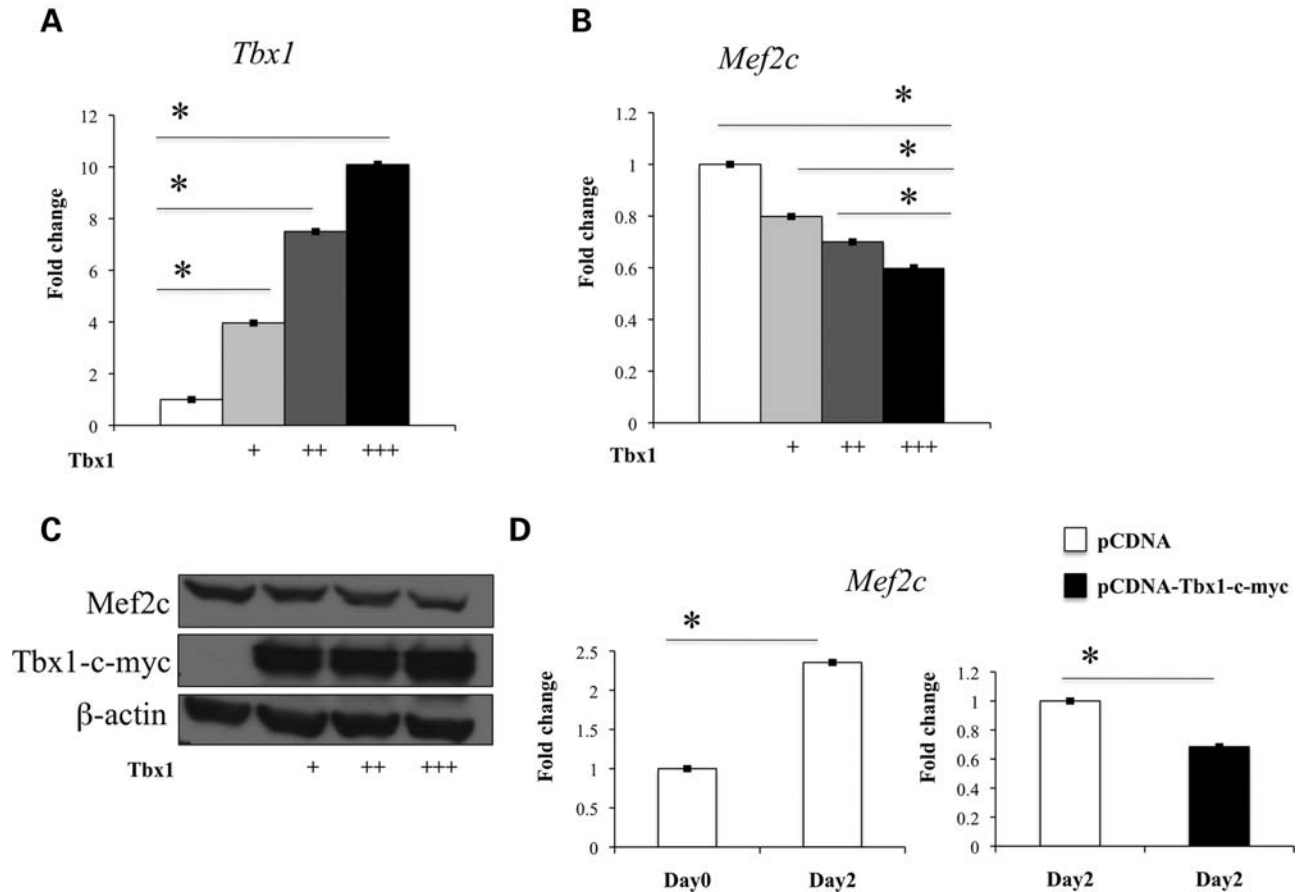 A
Tbx1
Fold change
12
10
8
6
4
2
0
*
*
*
Tbx1 + ++ +++
B
Mef2c
Fold change
1.2
1
0.8
0.6
0.4
0.2
0
*
*
*
Tbx1 + ++ +++
C
Mef2c
Tbx1-c-myc
β-actin
Tbx1 + ++ +++
D
pCDNA
pCDNA-Tbx1-c-myc
Mef2c
Fold change
2.5
2
1.5
1
0.5
0
*
Day0 Day2
Fold change
1.2
1
0.8
0.6
0.4
0.2
0
*
Day2 Day2